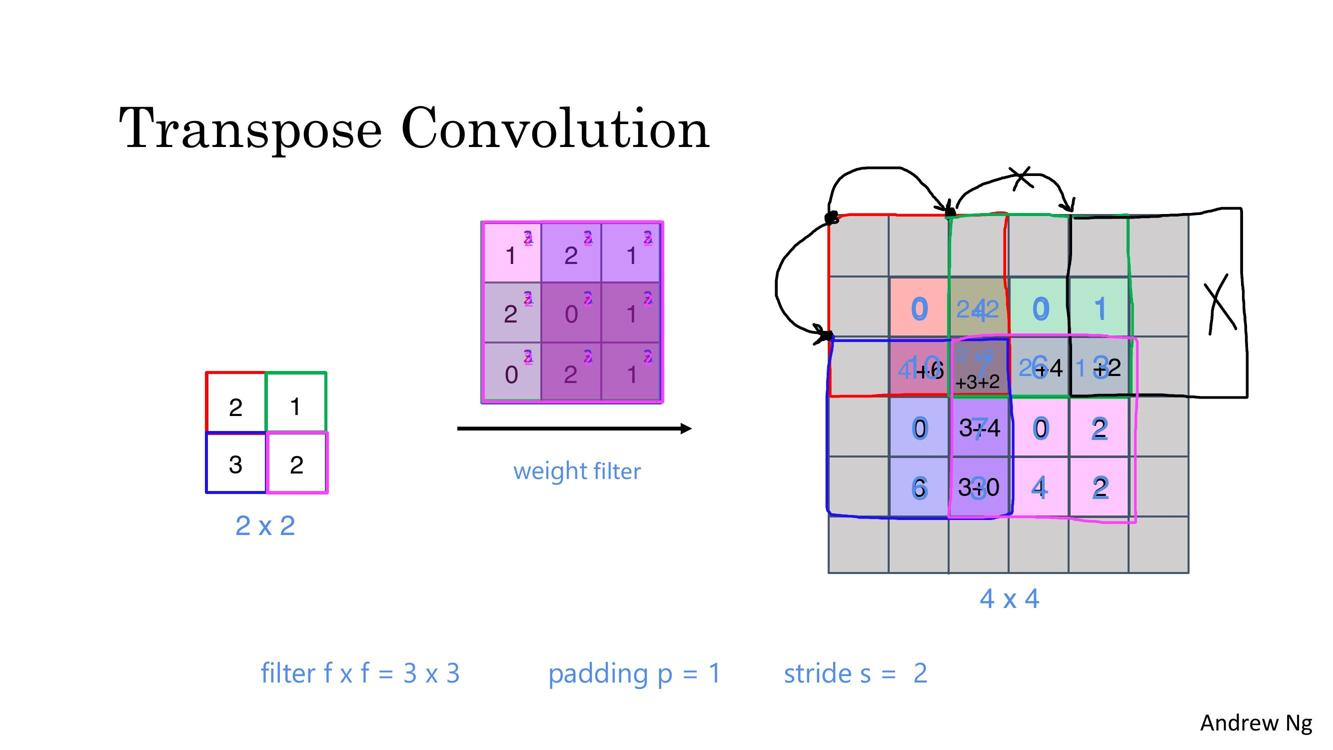 Transpose Convolution
1 2 1
2 0 1
0 2 1
weight filter
2 1
3 2
2 x 2
0 0 1
+6 +3+2 +4 +2
0 3+4 0 2
6 3+0 4 2
4 x 4
filter f x f = 3 x 3 padding p = 1 stride s = 2
Andrew Ng